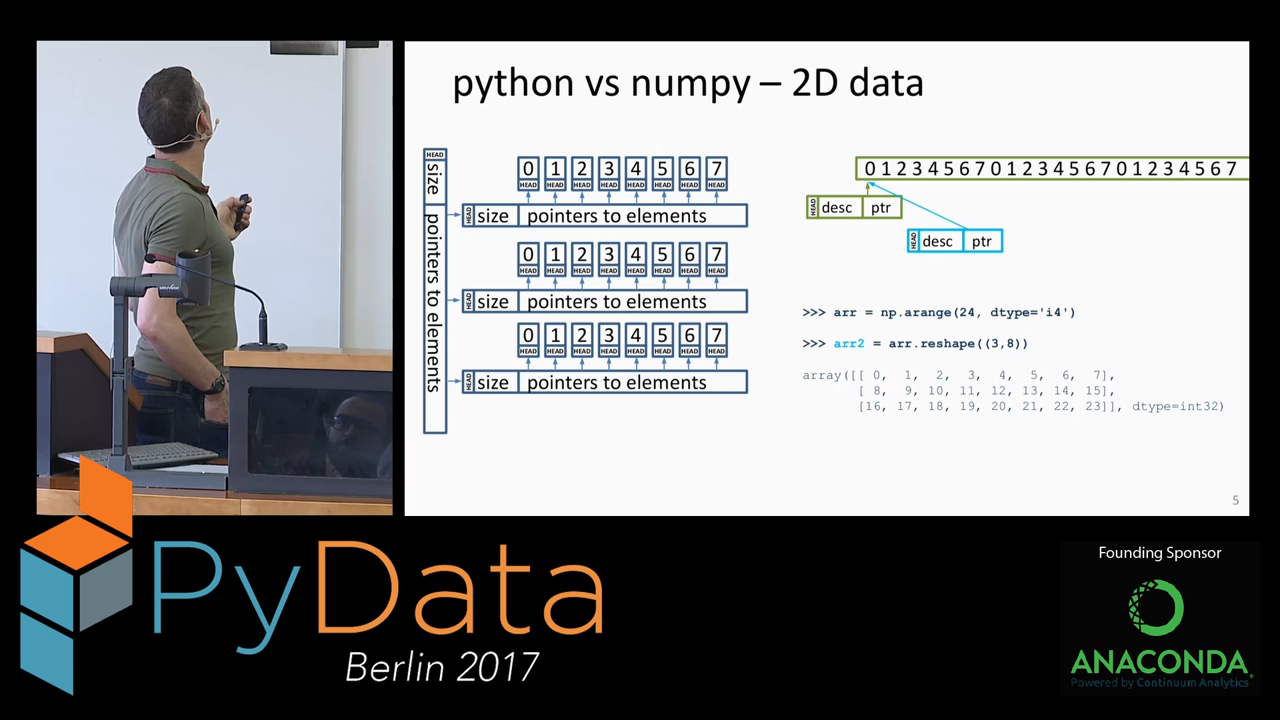 python vs numpy – 2D data
HEAD
size
pointers to elements
0 1 2 3 4 5 6 7
HEAD HEAD HEAD HEAD HEAD HEAD HEAD HEAD
HEAD size pointers to elements
0 1 2 3 4 5 6 7
HEAD HEAD HEAD HEAD HEAD HEAD HEAD HEAD
HEAD size pointers to elements
0 1 2 3 4 5 6 7
HEAD HEAD HEAD HEAD HEAD HEAD HEAD HEAD
HEAD size pointers to elements
0 1 2 3 4 5 6 7 0 1 2 3 4 5 6 7 0 1 2 3 4 5 6 7
HEAD desc ptr
HEAD desc ptr
>>> arr = np.arange(24, dtype='i4')
>>> arr2 = arr.reshape((3,8))
array([[ 0, 1, 2, 3, 4, 5, 6, 7],
[ 8, 9, 10, 11, 12, 13, 14, 15],
[16, 17, 18, 19, 20, 21, 22, 23]], dtype=int32)
5
PyData
Berlin 2017
Founding Sponsor
ANACONDA
Powered by Continuum Analytics